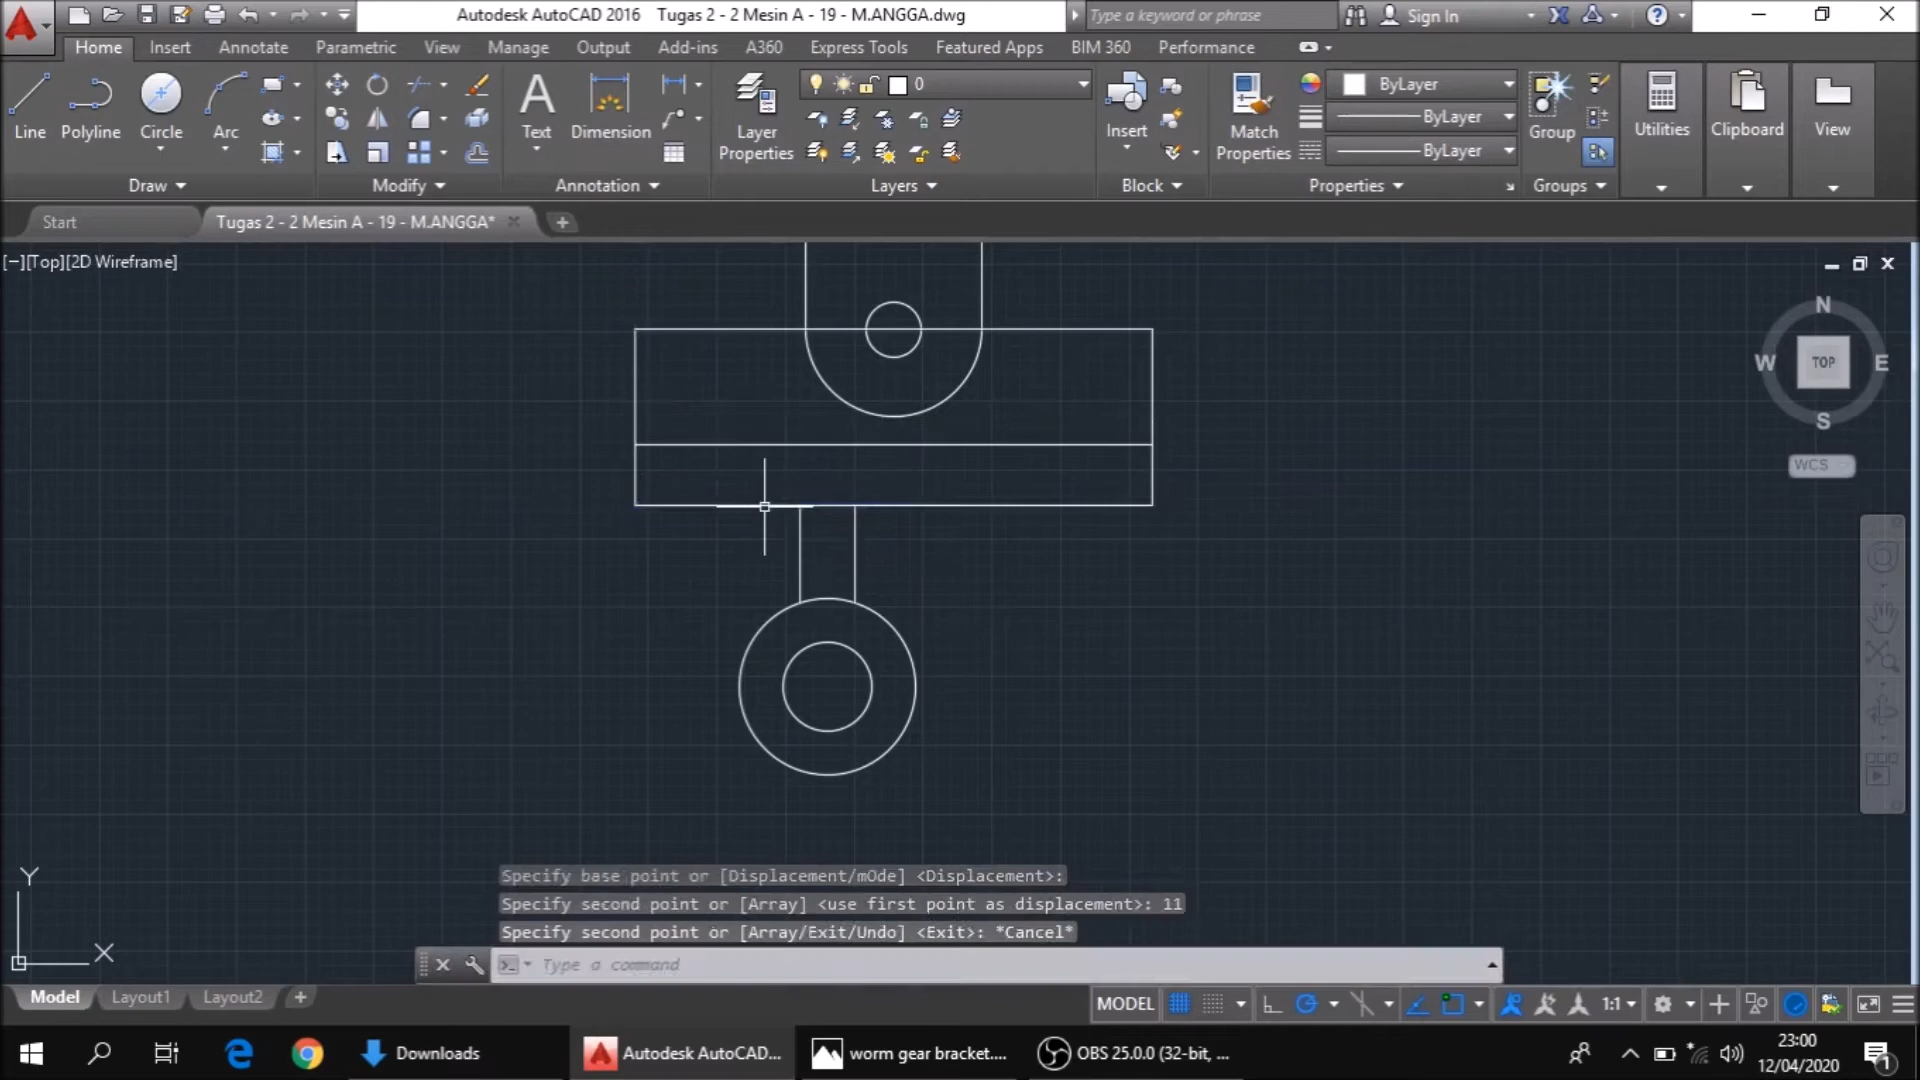 Autodesk AutoCAD 2016 Tugas 2 - 2 Mesin A - 19 - M.ANGGA.dwg
Type a keyword or phrase
Sign In
Home Insert Annotate Parametric View Manage Output Add-ins A360 Express Tools Featured Apps BIM 360 Performance
0
ByLayer
ByLayer
ByLayer
Line Polyline Circle Arc
Text Dimension
Layer Properties
Insert
Match Properties
Group
Utilities
Clipboard
View
Draw Modify Annotation Layers Block Properties Groups
Start
Tugas 2 - 2 Mesin A - 19 - M.ANGGA*
[−][Top][2D Wireframe]
N
W TOP E
S
WCS
Y
X
Specify base point or [Displacement/mOde] <Displacement>:
Specify second point or [Array] <use first point as displacement>: 11
Specify second point or [Array/Exit/Undo] <Exit>: *Cancel*
Type a command
Model Layout1 Layout2
MODEL
1:1
Downloads
Autodesk AutoCAD...
worm gear bracket....
OBS 25.0.0 (32-bit, ...
23:00
12/04/2020
1